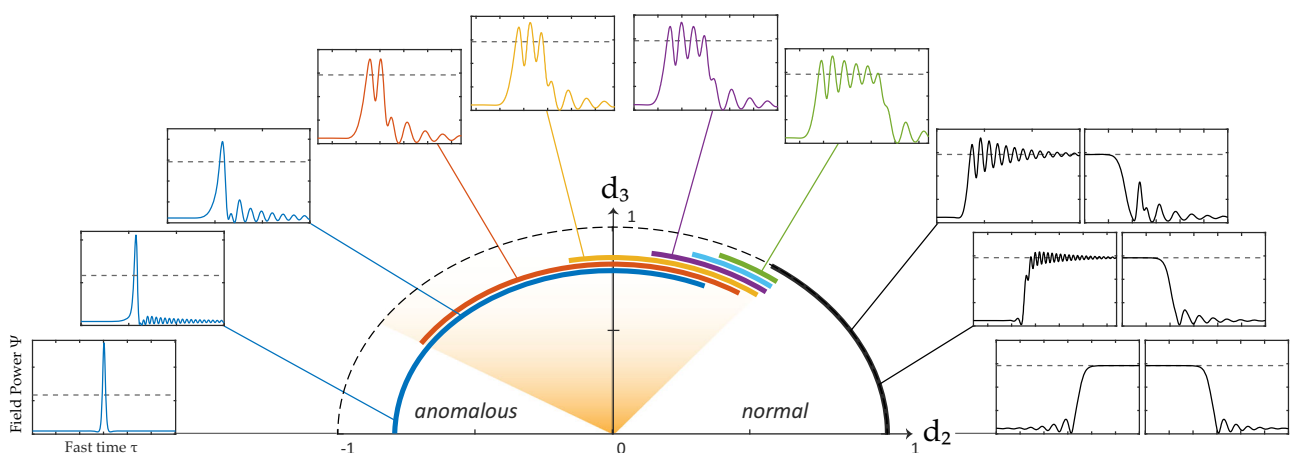 d₃
1
anomalous
normal
Field Power Ψ
Fast time τ
-1
0
1
d₂